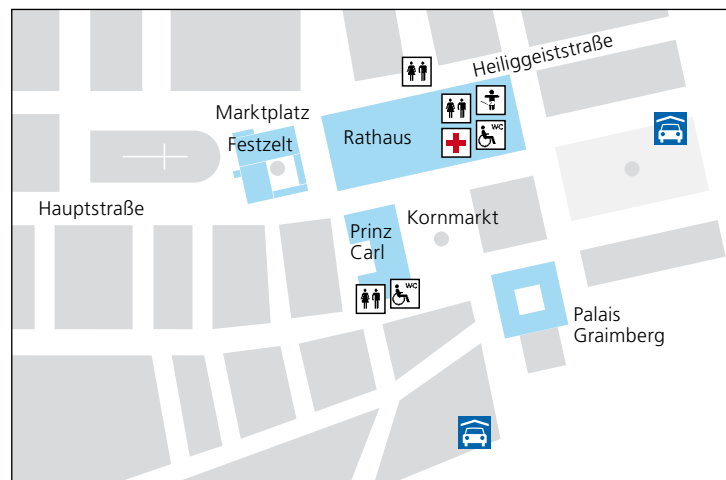 Heiliggeiststraße
Marktplatz
Festzelt
Rathaus
WC
Hauptstraße
Prinz
Carl
Kornmarkt
WC
Palais
Graimberg